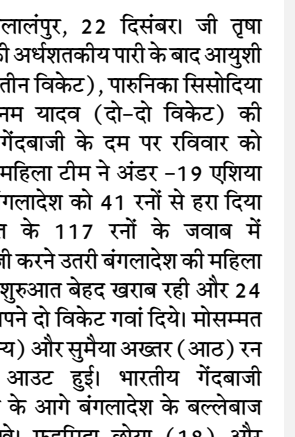 लालंपुर, 22 दिसंबर। जी तृषा
की अर्धशतकीय पारी के बाद आयुशी
तीन विकेट), पारुनिका सिसोदिया
नम यादव (दो-दो विकेट) की
गेंदबाजी के दम पर रविवार को
महिला टीम ने अंडर -19 एशिया
ंगलादेश को 41 रनों से हरा दिया
त के 117 रनों के जवाब में
जी करने उतरी बंगलादेश की महिला
शुरुआत बेहद खराब रही और 24
पने दो विकेट गवां दिये। मोसम्मत
्य) और सुमैया अख्तर (आठ) रन
आउट हुई। भारतीय गेंदबाजी
के आगे बंगलादेश के बल्लेबाज